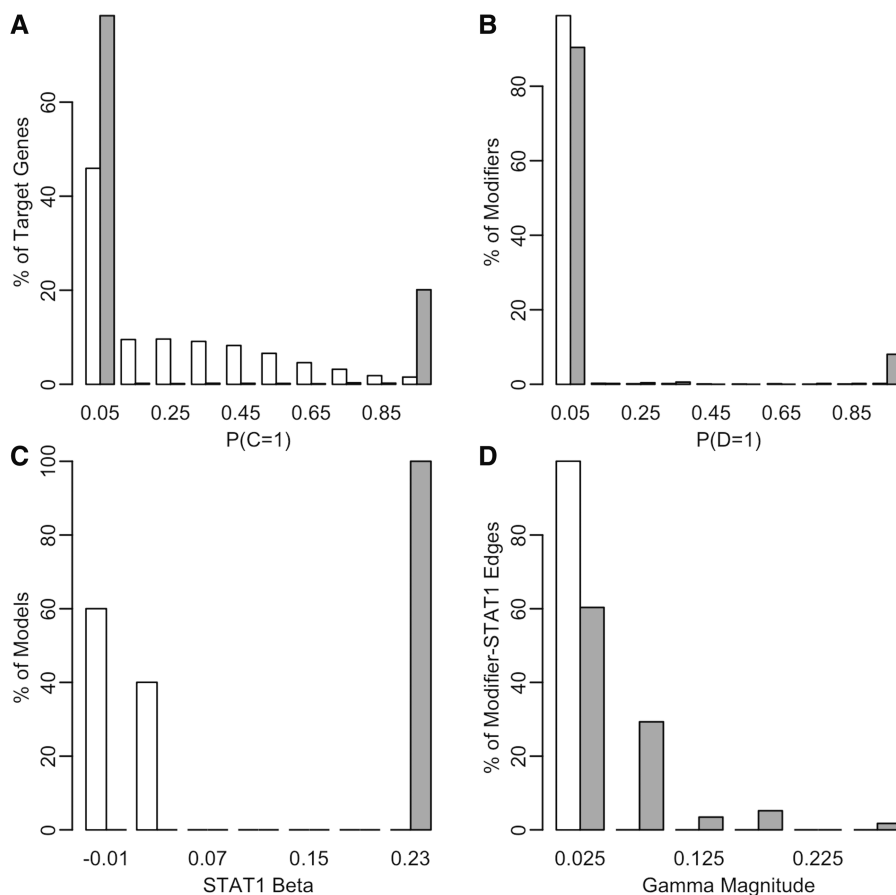 A
% of Target Genes
60
40
20
0
0.05 0.25 0.45 0.65 0.85
P(C=1)
B
% of Modifiers
80
60
40
20
0
0.05 0.25 0.45 0.65 0.85
P(D=1)
C
% of Models
100
80
60
40
20
0
-0.01 0.07 0.15 0.23
STAT1 Beta
D
% of Modifier-STAT1 Edges
80
60
40
20
0
0.025 0.125 0.225
Gamma Magnitude